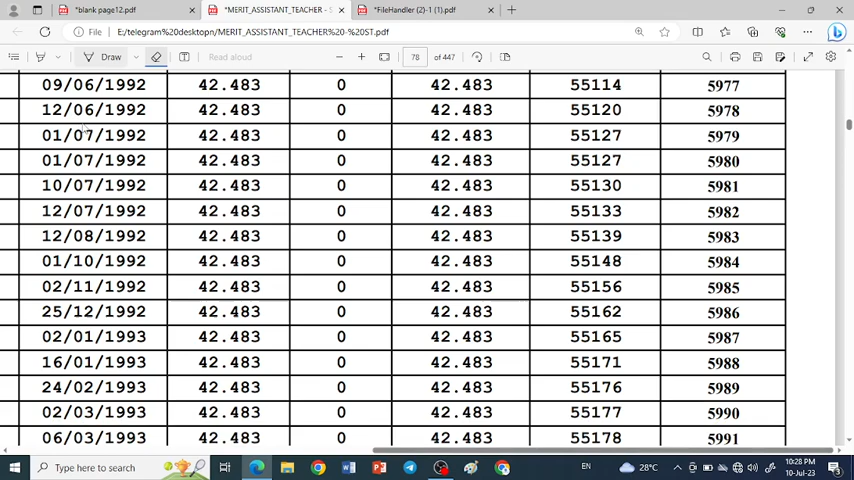 *blank page12.pdf
*MERIT_ASSISTANT_TEACHER - S
*FileHandler (2)-1 (1).pdf
File
E:/telegram%20desktopn/MERIT_ASSISTANT_TEACHER%20-%20ST.pdf
Draw
Read aloud
78 of 447
09/06/1992 42.483 0 42.483 55114 5977
12/06/1992 42.483 0 42.483 55120 5978
01/07/1992 42.483 0 42.483 55127 5979
01/07/1992 42.483 0 42.483 55127 5980
10/07/1992 42.483 0 42.483 55130 5981
12/07/1992 42.483 0 42.483 55133 5982
12/08/1992 42.483 0 42.483 55139 5983
01/10/1992 42.483 0 42.483 55148 5984
02/11/1992 42.483 0 42.483 55156 5985
25/12/1992 42.483 0 42.483 55162 5986
02/01/1993 42.483 0 42.483 55165 5987
16/01/1993 42.483 0 42.483 55171 5988
24/02/1993 42.483 0 42.483 55176 5989
02/03/1993 42.483 0 42.483 55177 5990
06/03/1993 42.483 0 42.483 55178 5991
Type here to search
28°C
EN
10:28 PM
10-Jul-23